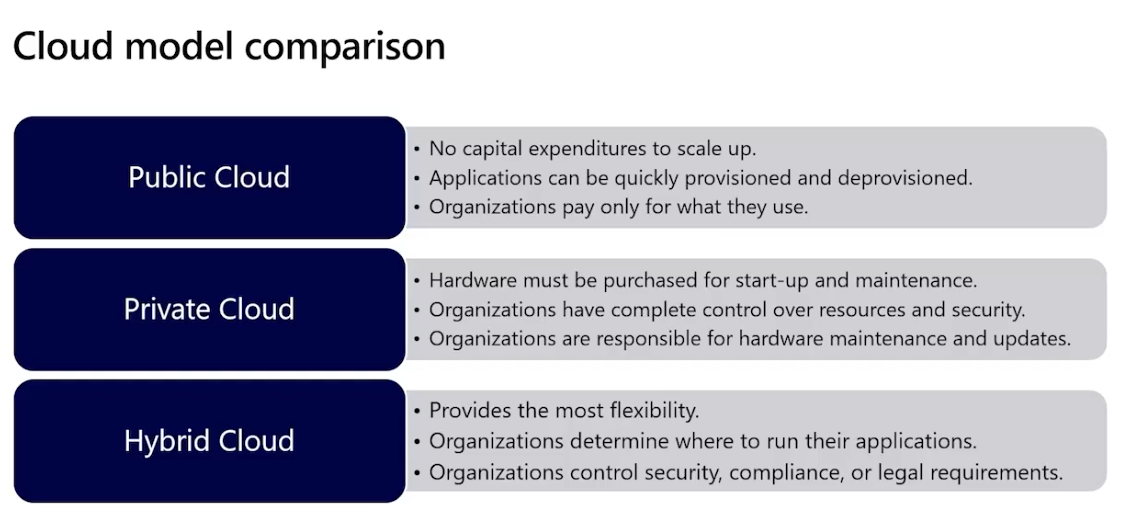 Cloud model comparison
Public Cloud
• No capital expenditures to scale up.
• Applications can be quickly provisioned and deprovisioned.
• Organizations pay only for what they use.
Private Cloud
• Hardware must be purchased for start-up and maintenance.
• Organizations have complete control over resources and security.
• Organizations are responsible for hardware maintenance and updates.
Hybrid Cloud
• Provides the most flexibility.
• Organizations determine where to run their applications.
• Organizations control security, compliance, or legal requirements.